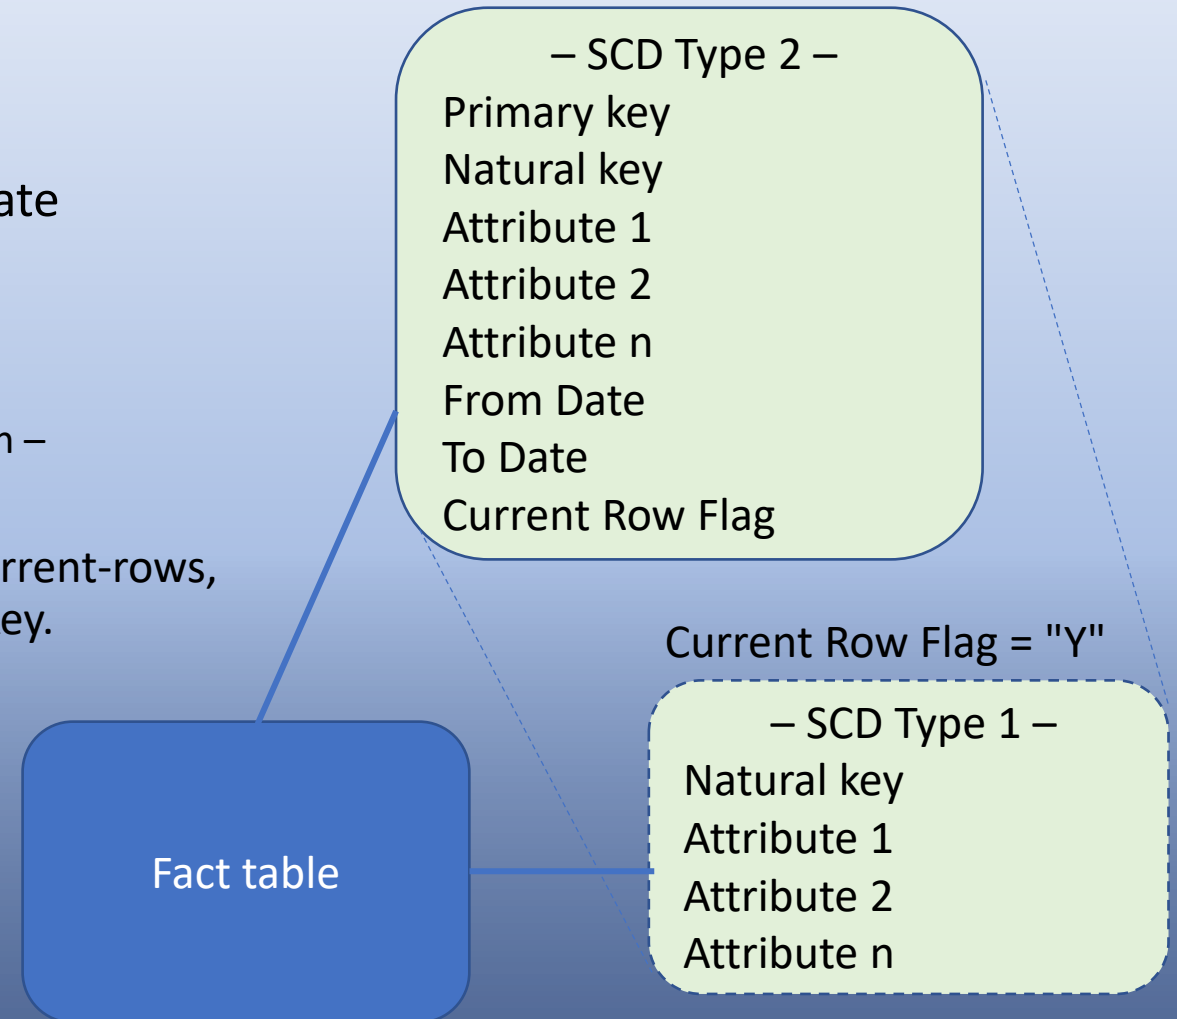 – SCD Type 2 –
Primary key
Natural key
Attribute 1
Attribute 2
Attribute n
From Date
To Date
Current Row Flag
ate
n –
rrent-rows,
ey.
Current Row Flag = "Y"
– SCD Type 1 –
Natural key
Attribute 1
Attribute 2
Attribute n
Fact table